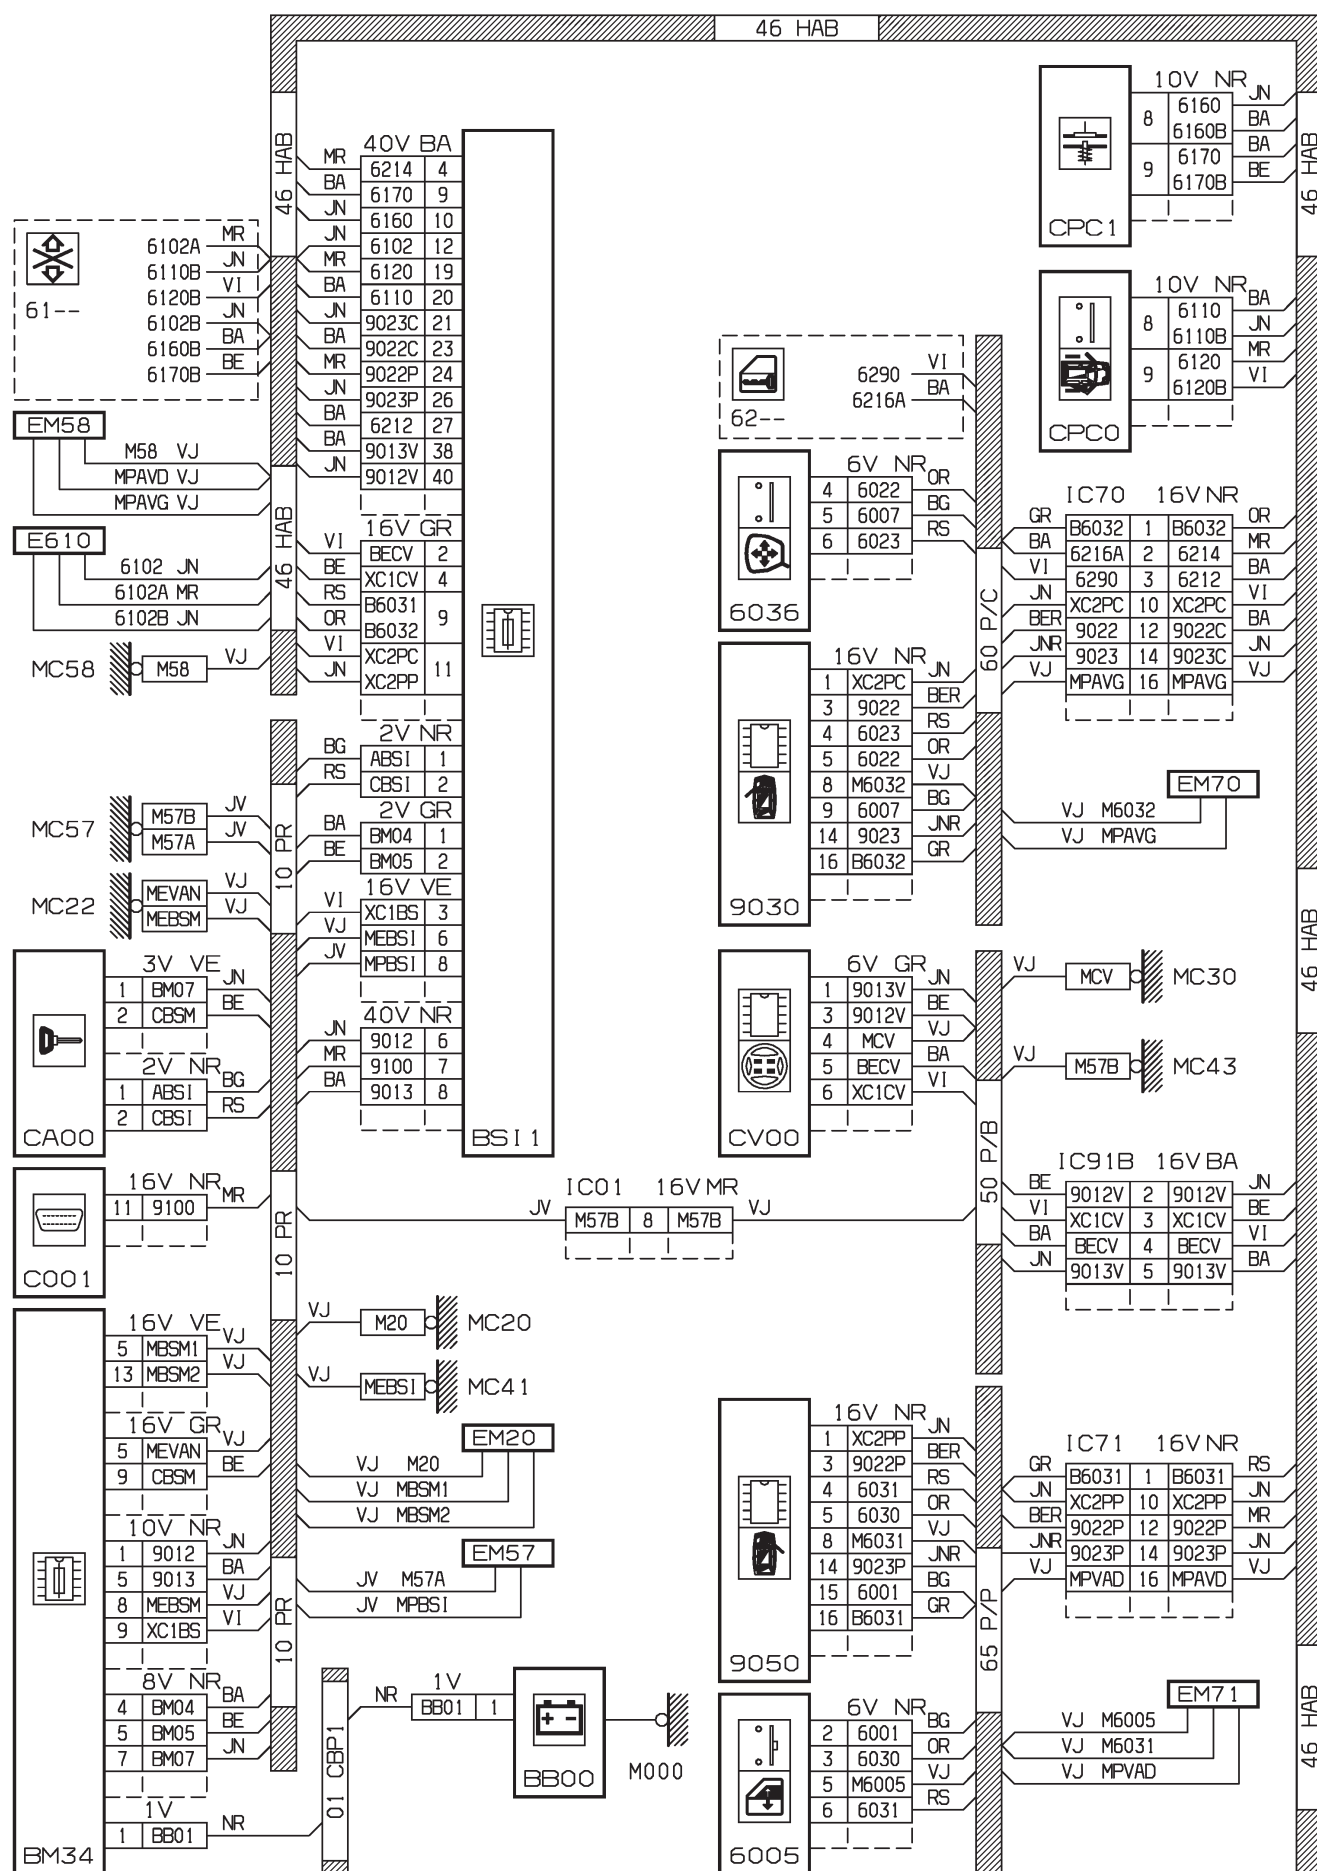 46 HAB
46 HAB
40V BA
MR 6214 4
BA 6170 9
JN 6160 10
JN 6102 12
MR 6120 19
BA 6110 20
JN 9023C 21
BA 9022C 23
MR 9022P 24
JN 9023P 26
BA 6212 27
BA 9013V 38
JN 9012V 40
16V GR
VI BECV 2
BE XC1CV 4
RS B6031
OR B6032 9
VI XC2PC
JN XC2PP 11
2V NR
BG ABSI 1
RS CBSI 2
2V GR
BA BM04 1
BE BM05 2
16V VE
VI XC1BS 3
VJ MEBSI 6
JV MPBSI 8
40V NR
JN 9012 6
MR 9100 7
BA 9013 8
BSI1
6102A MR
6110B JN
6120B VI
6102B JN
6160B BA
6170B BE
61--
EM58
M58 VJ
MPAVD VJ
MPAVG VJ
46 HAB
E610
6102 JN
6102A MR
6102B JN
MC58 M58 VJ
MC57 M57B JV
M57A JV
10 PR
MC22 MEVAN VJ
MEBSM VJ
3V VE
1 BM07 JN
2 CBSM BE
2V NR
1 ABSI BG
2 CBSI RS
CA00
16V NR
11 9100 MR
C001
10 PR
16V VE
5 MBSM1 VJ
13 MBSM2 VJ
16V GR
5 MEVAN VJ
9 CBSM BE
10V NR
1 9012 JN
5 9013 BA
8 MEBSM VJ
9 XC1BS VI
8V NR
4 BM04 BA
5 BM05 BE
7 BM07 JN
1V
1 BB01 NR
BM34
10 PR
01 CBP1
VJ M20 MC20
VJ MEBSI MC41
EM20
VJ M20
VJ MBSM1
VJ MBSM2
EM57
JV M57A
JV MPBSI
1V
NR BB01 1
BB00
M000
IC01 16V MR
JV M57B 8 M57B VJ
10V NR
8 6160 JN
6160B BA
9 6170 BA
6170B BE
CPC1
46 HAB
10V NR
8 6110 BA
6110B JN
9 6120 MR
6120B VI
CPC0
6290 VI
6216A BA
62--
6V NR
4 6022 OR
5 6007 BG
6 6023 RS
6036
60 P/C
IC70 16V NR
GR B6032 1 B6032 OR
BA 6216A 2 6214 MR
VI 6290 3 6212 BA
JN XC2PC 10 XC2PC VI
BER 9022 12 9022C BA
JNR 9023 14 9023C JN
VJ MPAVG 16 MPAVG VJ
16V NR
1 XC2PC JN
3 9022 BER
4 6023 RS
5 6022 OR
8 M6032 VJ
9 6007 BG
14 9023 JNR
16 B6032 GR
9030
EM70
VJ M6032
VJ MPAVG
46 HAB
6V GR
1 9013V JN
3 9012V BE
4 MCV VJ
5 BECV BA
6 XC1CV VI
CV00
VJ MCV MC30
VJ M57B MC43
50 P/B
IC91B 16V BA
BE 9012V 2 9012V JN
VI XC1CV 3 XC1CV BE
BA BECV 4 BECV VI
JN 9013V 5 9013V BA
16V NR
1 XC2PP JN
3 9022P BER
4 6031 RS
5 6030 OR
8 M6031 VJ
14 9023P JNR
15 6001 BG
16 B6031 GR
9050
65 P/P
IC71 16V NR
GR B6031 1 B6031 RS
JN XC2PP 10 XC2PP JN
BER 9022P 12 9022P MR
JNR 9023P 14 9023P JN
VJ MPVAD 16 MPAVD VJ
6V NR
2 6001 BG
3 6030 OR
5 M6005 VJ
6 6031 RS
6005
EM71
VJ M6005
VJ M6031
VJ MPVAD
46 HAB